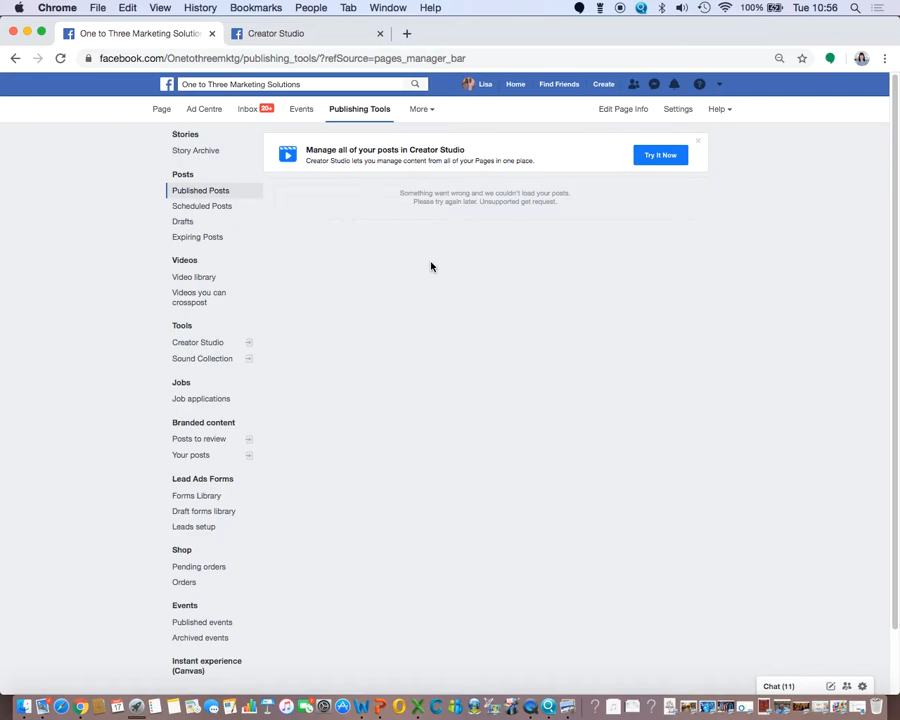 Chrome File Edit View History Bookmarks People Tab Window Help 100% Tue 10:56
One to Three Marketing Solution × Creator Studio × +
facebook.com/Onetothreemktg/publishing_tools/?refSource=pages_manager_bar
One to Three Marketing Solutions Lisa Home Find Friends Create
Page Ad Centre Inbox 20+ Events Publishing Tools More Edit Page Info Settings Help
Stories
Story Archive
Posts
Published Posts
Scheduled Posts
Drafts
Expiring Posts
Videos
Video library
Videos you can
crosspost
Tools
Creator Studio
Sound Collection
Jobs
Job applications
Branded content
Posts to review
Your posts
Lead Ads Forms
Forms Library
Draft forms library
Leads setup
Shop
Pending orders
Orders
Events
Published events
Archived events
Instant experience
(Canvas)
Manage all of your posts in Creator Studio
Creator Studio lets you manage content from all of your Pages in one place.
Try It Now
Something went wrong and we couldn't load your posts.
Please try again later. Unsupported get request.
Chat (11)